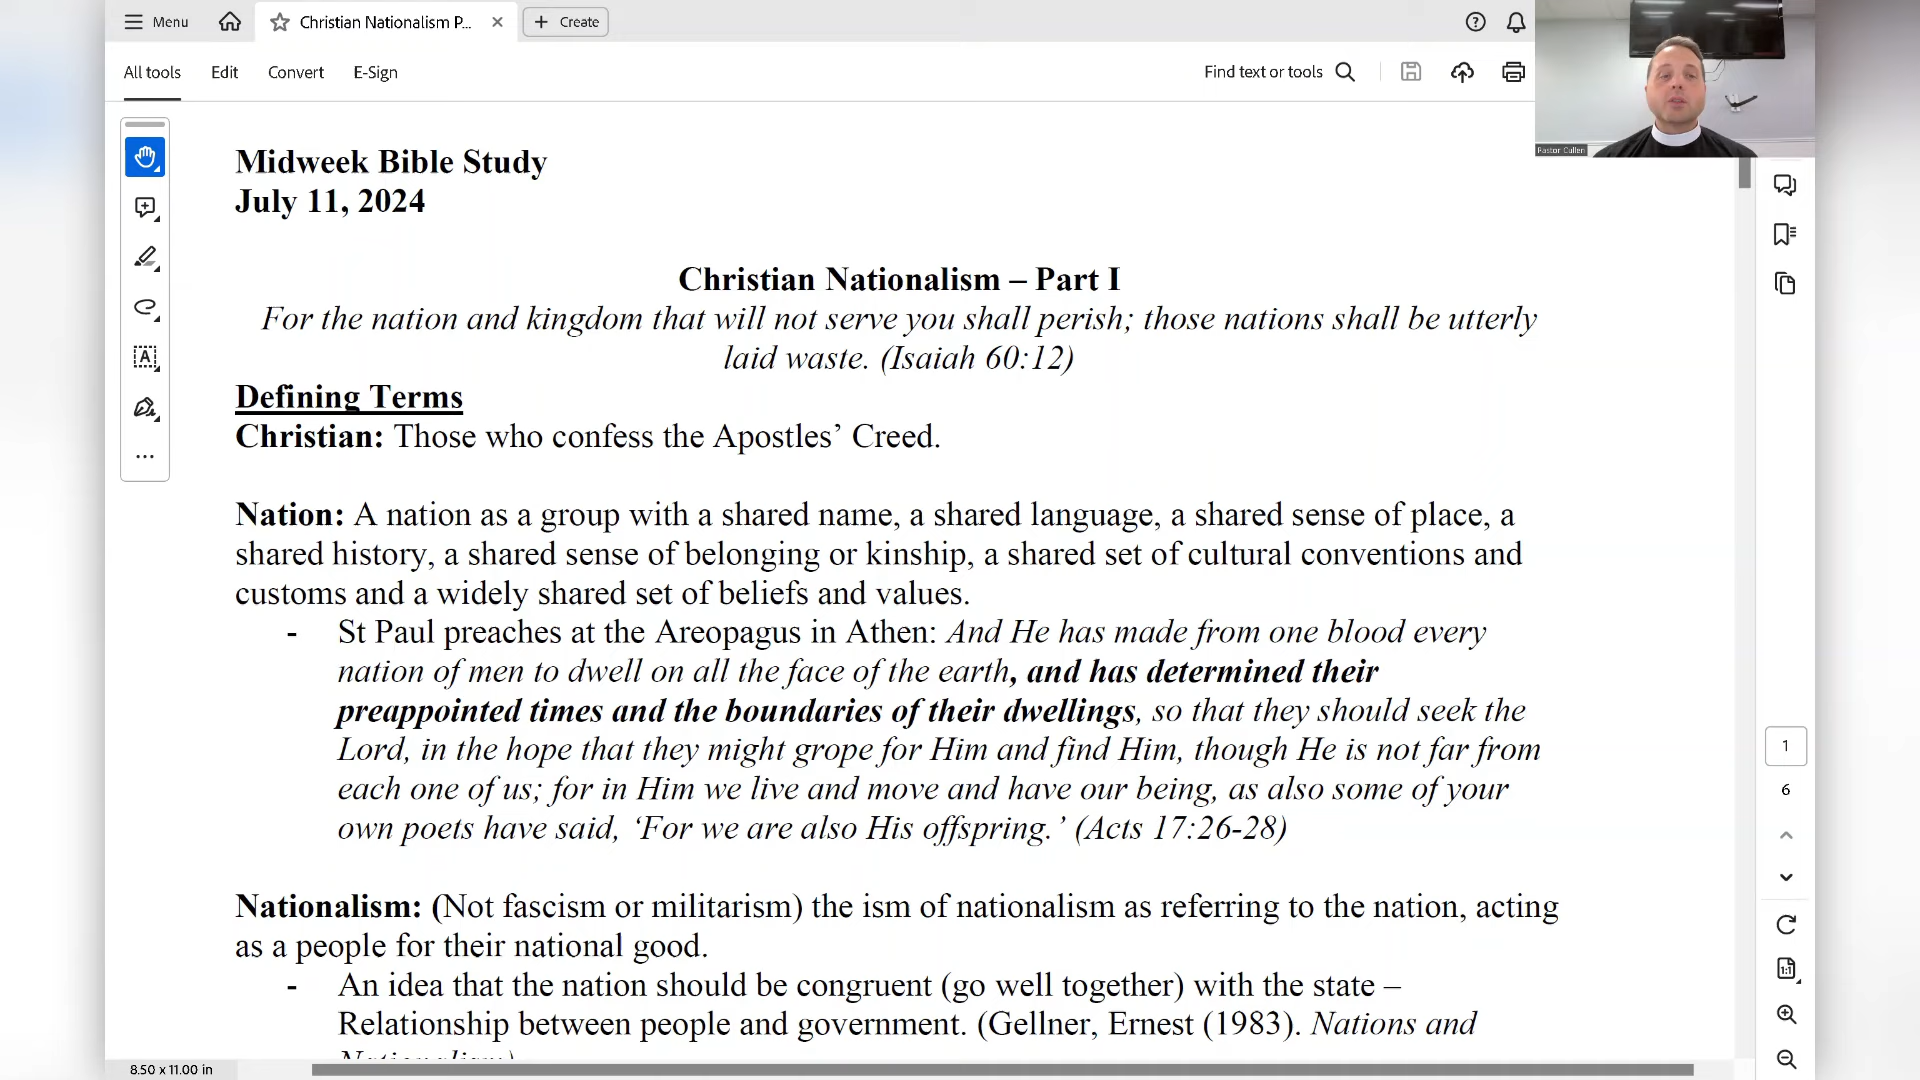 Menu
Christian Nationalism P...
Create
All tools
Edit
Convert
E-Sign
Find text or tools
Pastor Cullen
Midweek Bible Study
July 11, 2024
Christian Nationalism – Part I
For the nation and kingdom that will not serve you shall perish; those nations shall be utterly
laid waste. (Isaiah 60:12)
Defining Terms
Christian: Those who confess the Apostles’ Creed.
Nation: A nation as a group with a shared name, a shared language, a shared sense of place, a
shared history, a shared sense of belonging or kinship, a shared set of cultural conventions and
customs and a widely shared set of beliefs and values.
- St Paul preaches at the Areopagus in Athen: And He has made from one blood every
nation of men to dwell on all the face of the earth, and has determined their
preappointed times and the boundaries of their dwellings, so that they should seek the
Lord, in the hope that they might grope for Him and find Him, though He is not far from
each one of us; for in Him we live and move and have our being, as also some of your
own poets have said, ‘For we are also His offspring.’ (Acts 17:26-28)
Nationalism: (Not fascism or militarism) the ism of nationalism as referring to the nation, acting
as a people for their national good.
- An idea that the nation should be congruent (go well together) with the state –
Relationship between people and government. (Gellner, Ernest (1983). Nations and
Nationalism)
1
6
8.50 x 11.00 in